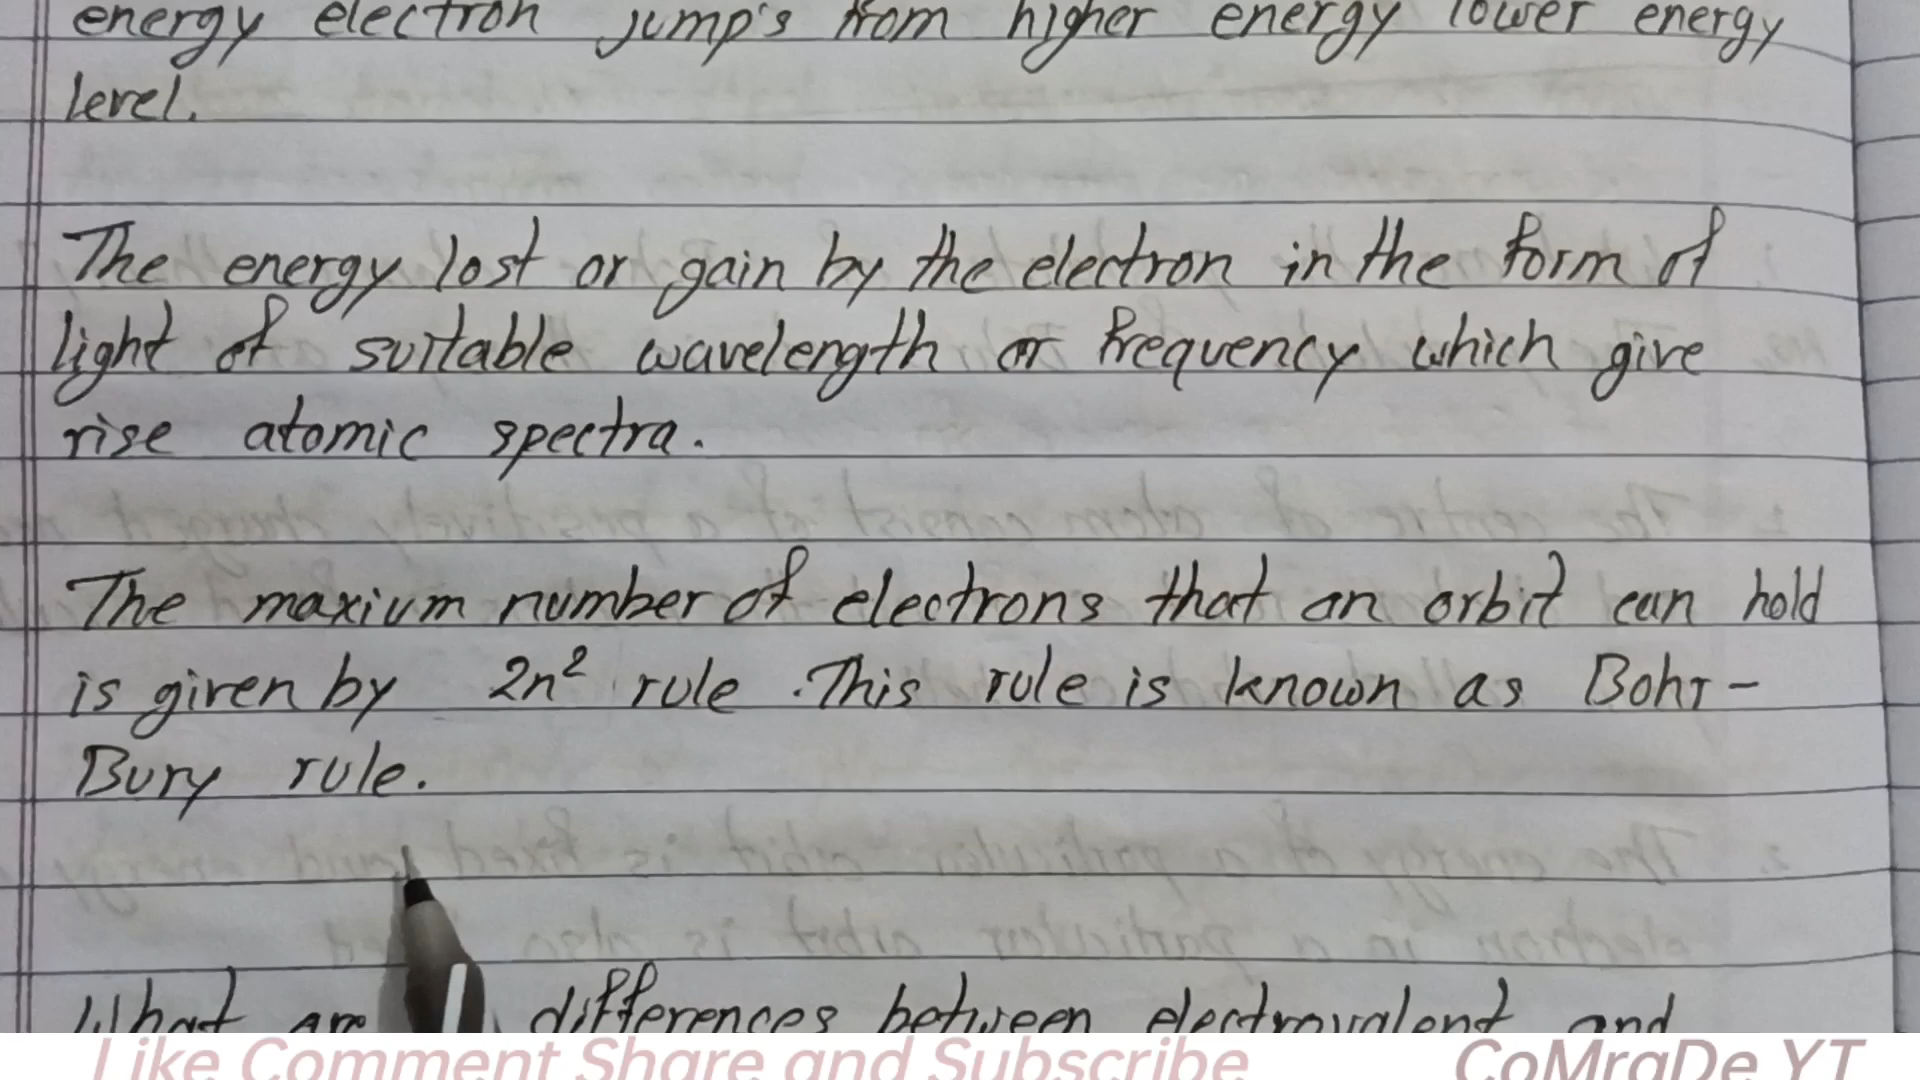 energy electron jump's from higher energy lower energy
level.
The energy lost or gain by the electron in the form of
light of suitable wavelength or frequency which give
rise atomic spectra.
The maxium number of electrons that an orbit can hold
is given by 2n² rule. This rule is known as Bohr-
Bury rule.
What are differences between electrovalent and
Like Comment Share and Subscribe CoMraDe YT